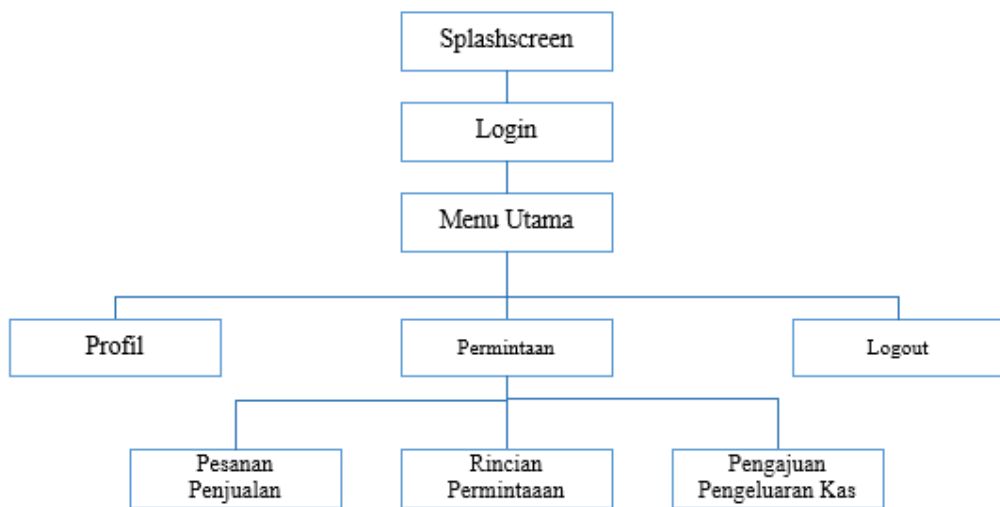 Splashscreen
Login
Menu Utama
Profil
Permintaan
Logout
Pesanan
Penjualan
Rincian
Permintaaan
Pengajuan
Pengeluaran Kas